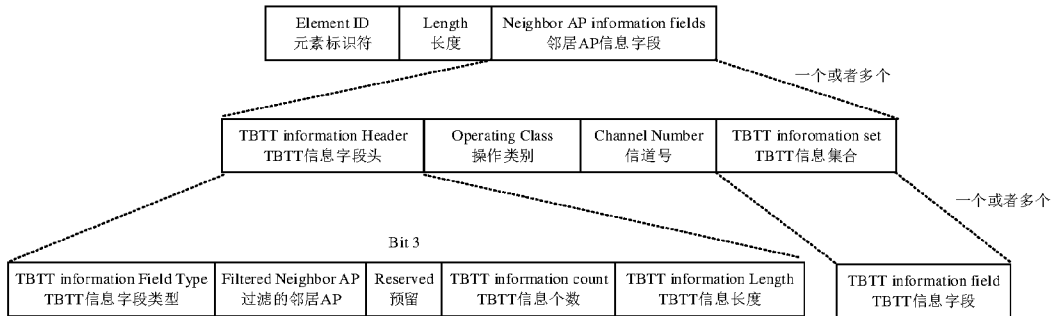 Element ID
元素标识符
Length
长度
Neighbor AP information fields
邻居AP信息字段
一个或者多个
TBTT information Header
TBTT信息字段头
Operating Class
操作类别
Channel Number
信道号
TBTT inforomation set
TBTT信息集合
一个或者多个
Bit 3
TBTT information Field Type
TBTT信息字段类型
Filtered Neighbor AP
过滤的邻居AP
Reserved
预留
TBTT information count
TBTT信息个数
TBTT information Length
TBTT信息长度
TBTT information field
TBTT信息字段